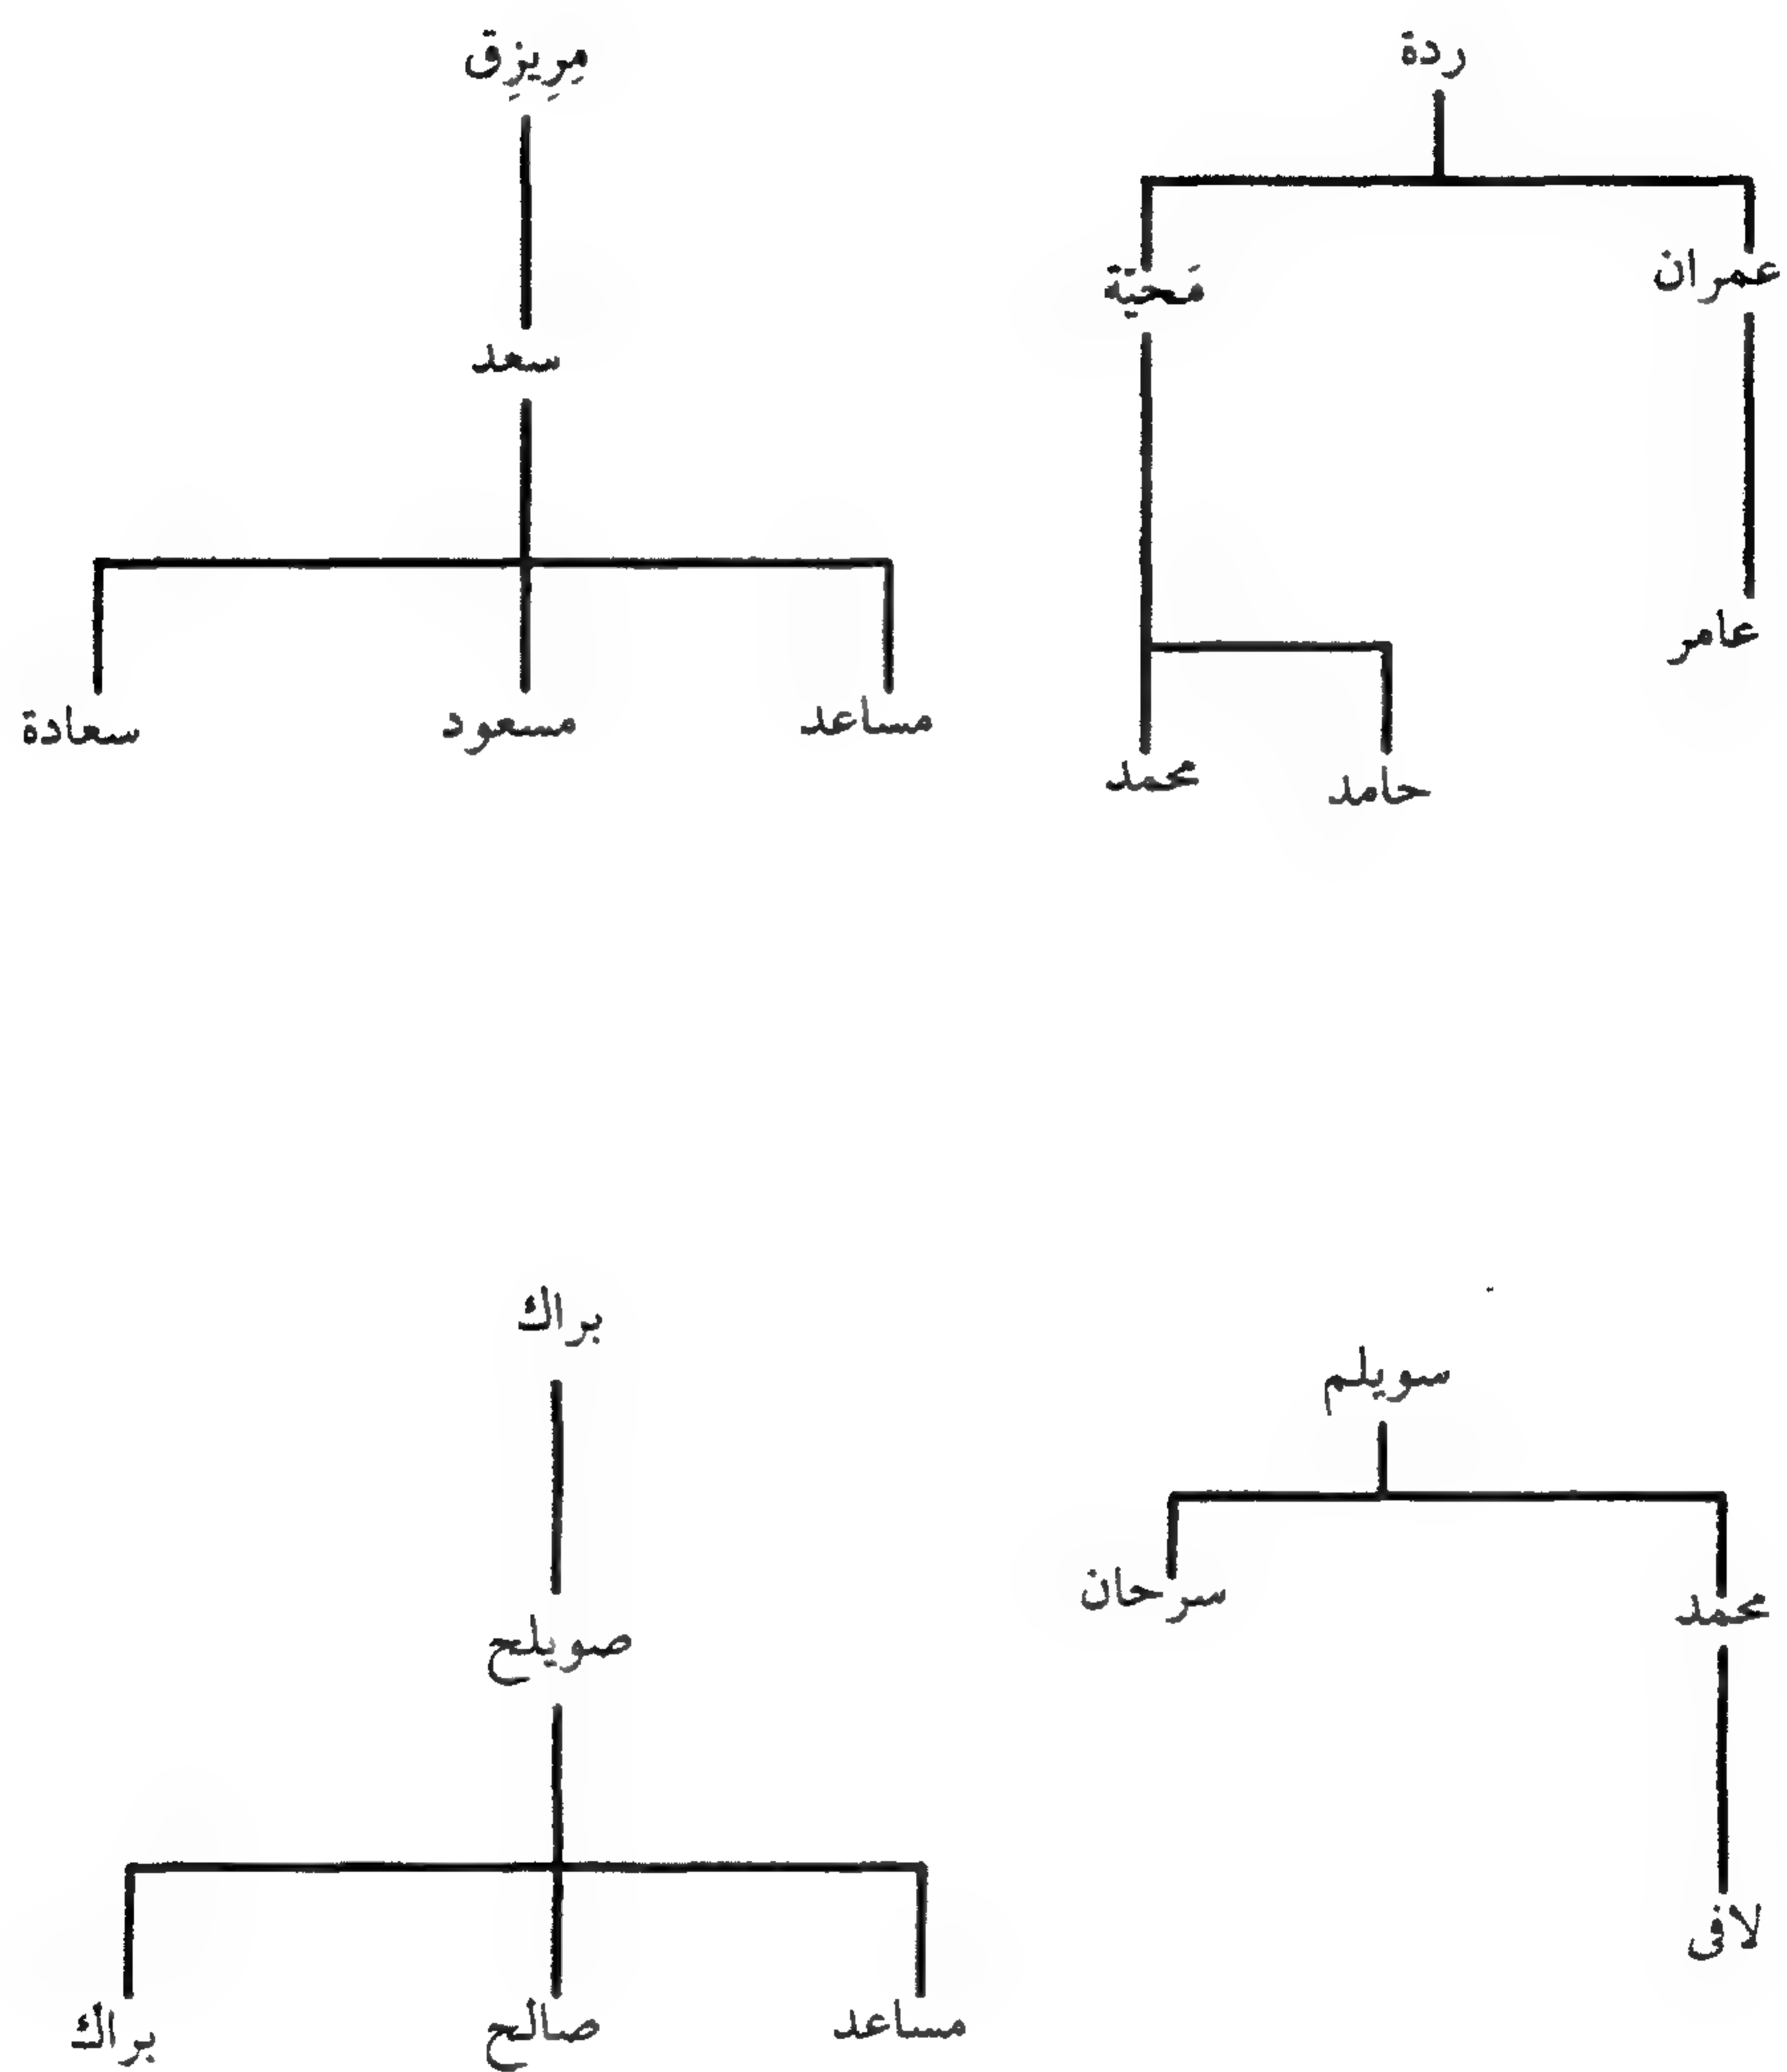 ردة
مِرِيزِق
عمران
سعد
عامر
مساعد
مسعود
سعادة
حامد
محمد
براك
سويلم
محمد
سرحان
صويلح
لافى
مساعد
صالح
براك